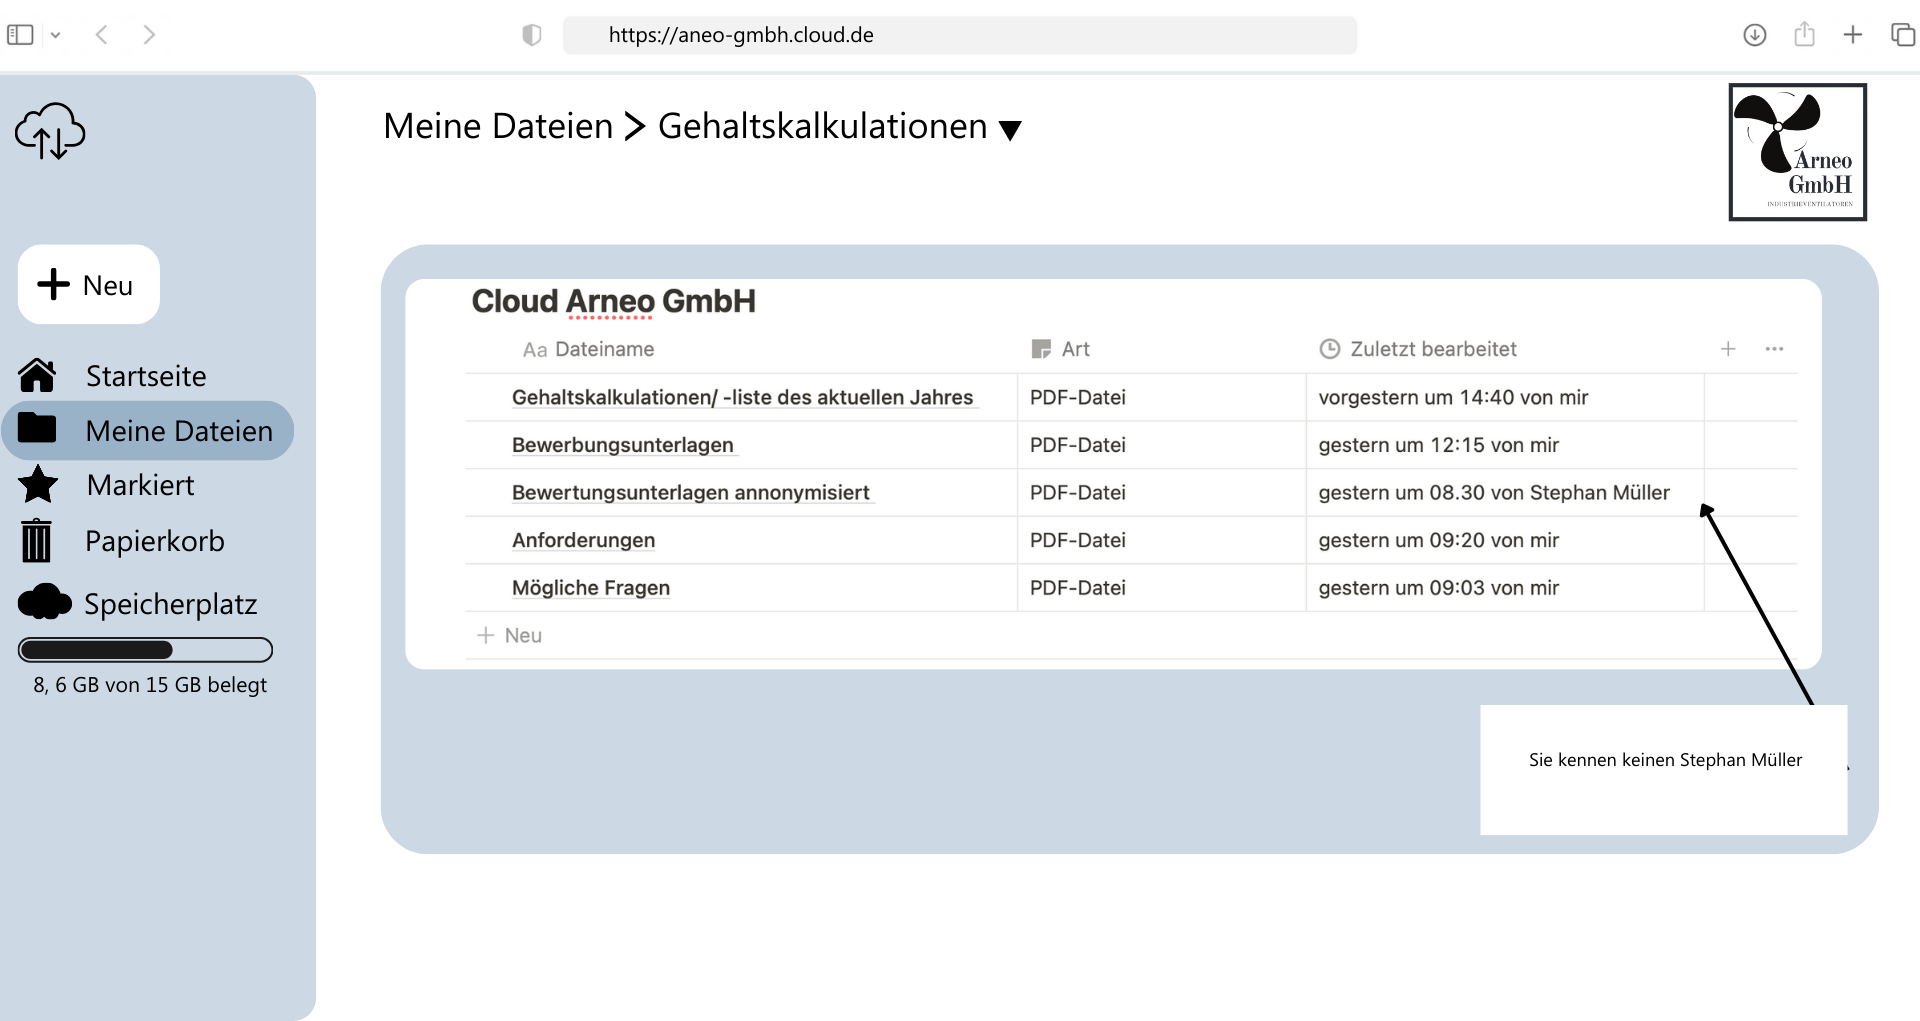 https://aneo-gmbh.cloud.de
Meine Dateien > Gehaltskalkulationen
Arneo
GmbH
INDUSTRIEVENTILATOREN
Neu
Startseite
Meine Dateien
Markiert
Papierkorb
Speicherplatz
8, 6 GB von 15 GB belegt
Cloud Arneo GmbH
Aa Dateiname Art Zuletzt bearbeitet
Gehaltskalkulationen/ -liste des aktuellen Jahres PDF-Datei vorgestern um 14:40 von mir
Bewerbungsunterlagen PDF-Datei gestern um 12:15 von mir
Bewertungsunterlagen annonymisiert PDF-Datei gestern um 08.30 von Stephan Müller
Anforderungen PDF-Datei gestern um 09:20 von mir
Mögliche Fragen PDF-Datei gestern um 09:03 von mir
+ Neu
Sie kennen keinen Stephan Müller